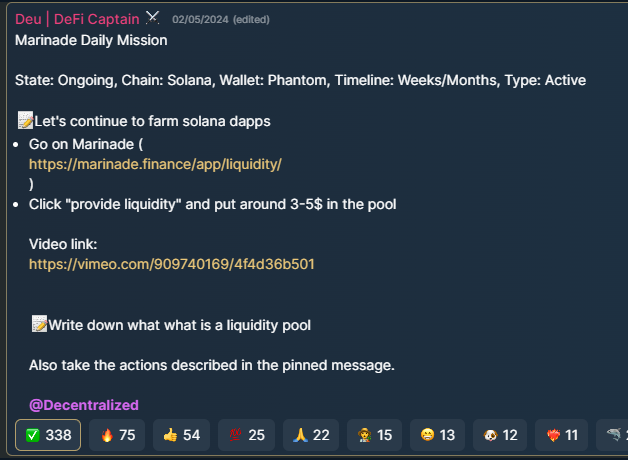 Deu | DeFi Captain ⚔ 02/05/2024 (edited)
Marinade Daily Mission
State: Ongoing, Chain: Solana, Wallet: Phantom, Timeline: Weeks/Months, Type: Active
📝Let's continue to farm solana dapps
• Go on Marinade (
https://marinade.finance/app/liquidity/
)
• Click "provide liquidity" and put around 3-5$ in the pool
Video link:
https://vimeo.com/909740169/4f4d36b501
📝Write down what what is a liquidity pool
Also take the actions described in the pinned message.
@Decentralized
✅ 338 🔥 75 👍 54 💯 25 🙏 22 15 😁 13 🐶 12 ❤️‍🔥 11